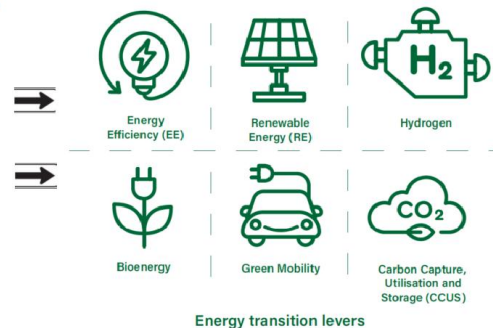 Energy
Efficiency (EE)
Renewable
Energy (RE)
H2
Hydrogen
Bioenergy
Green Mobility
CO2
Carbon Capture,
Utilisation and
Storage (CCUS)
Energy transition levers